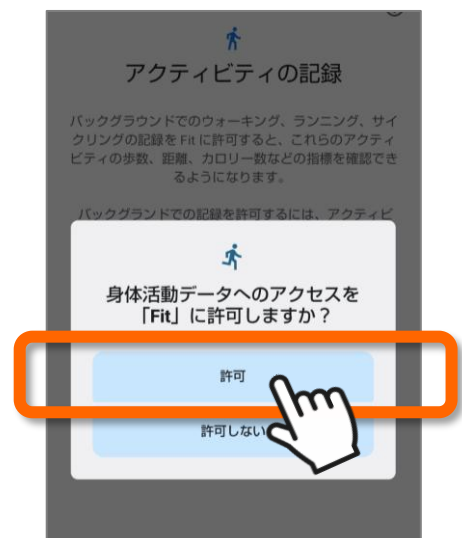 アクティビティの記録
バックグラウンドでのウォーキング、ランニング、サイ
クリングの記録を Fit に許可すると、これらのアクティ
ビティの歩数、距離、カロリー数などの指標を確認でき
るようになります。
バックグランドでの記録を許可するには、アクティビ
身体活動データへのアクセスを
「Fit」に許可しますか？
許可
許可しない